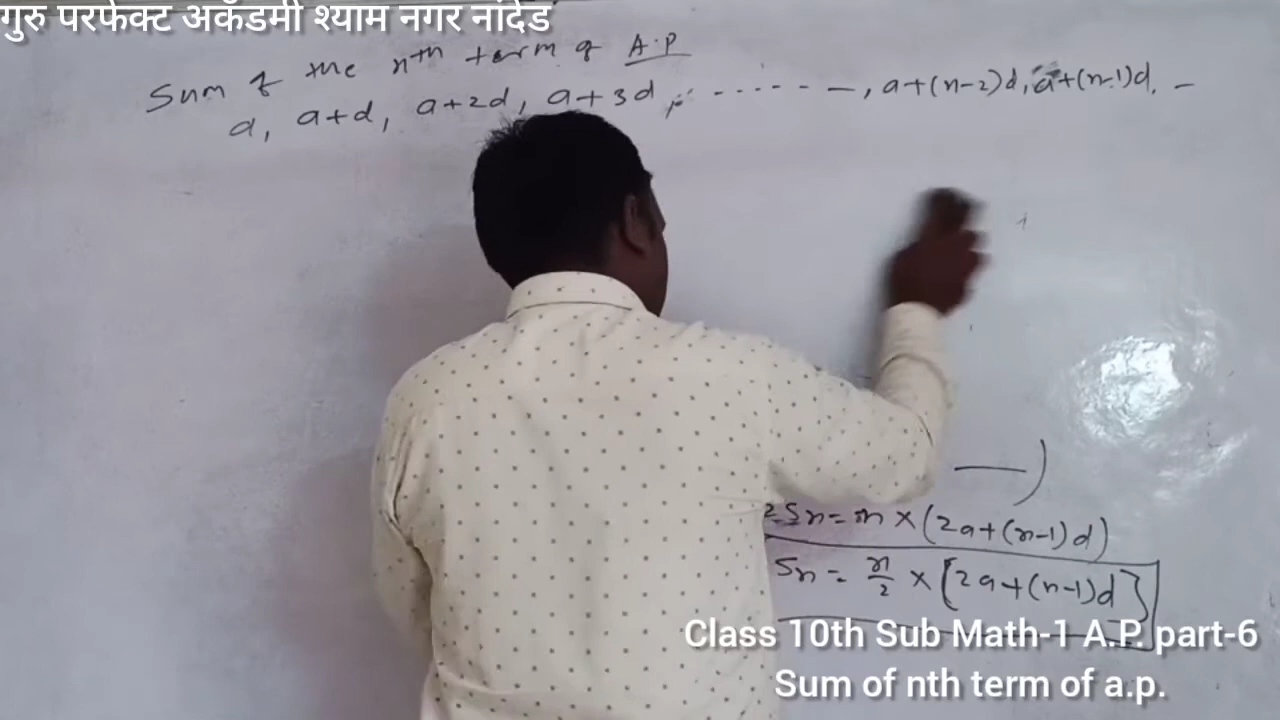 गुरु परफेक्ट अकॅडमी श्याम नगर नांदेड
Sum of the nth term of A.P
a, a+d, a+2d, a+3d, ------ –, a+(n-2)d, a+(n-1)d, –
—)
2Sn = n × (2a+(n-1)d)
Sn = n/2 × [2a+(n-1)d}
Class 10th Sub Math-1 A.P. part-6
Sum of nth term of a.p.